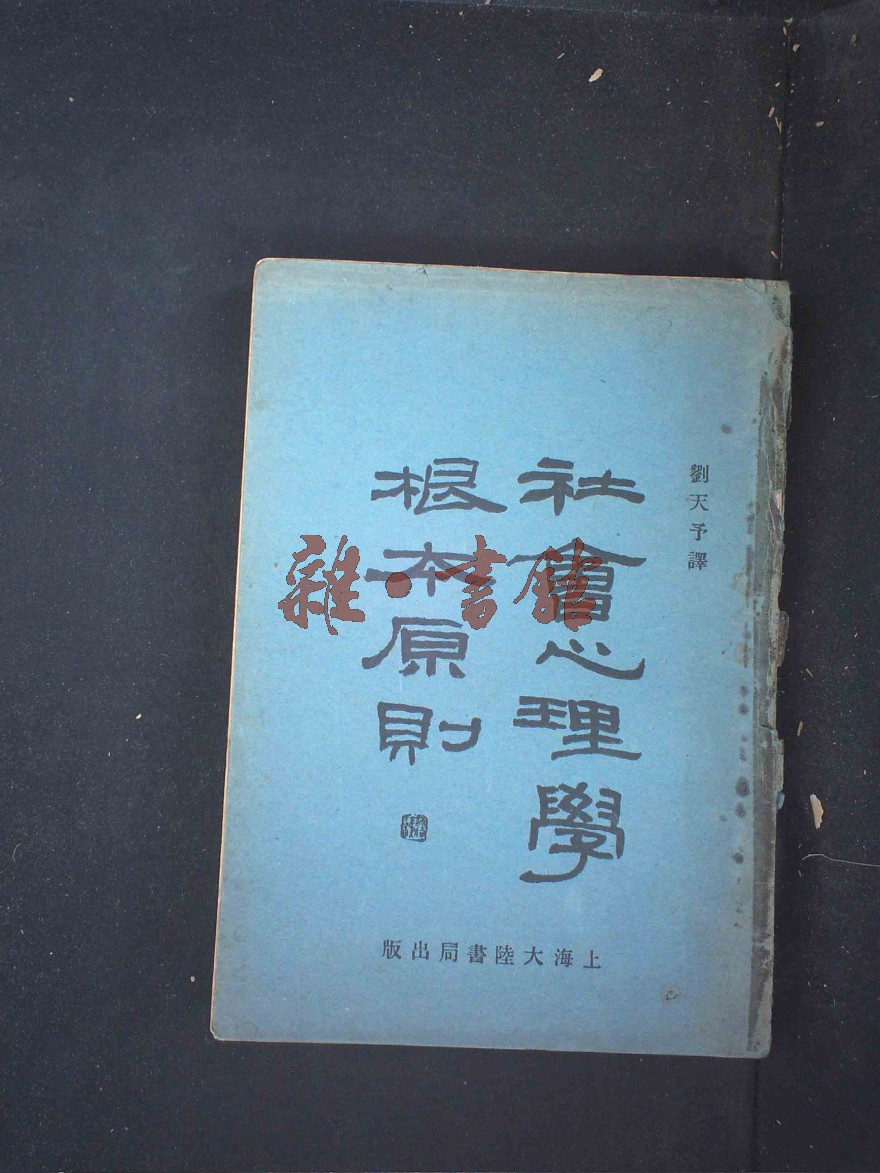 劉天予譯
社會心理學
根本原則
上海大陸書局出版
雜·書館